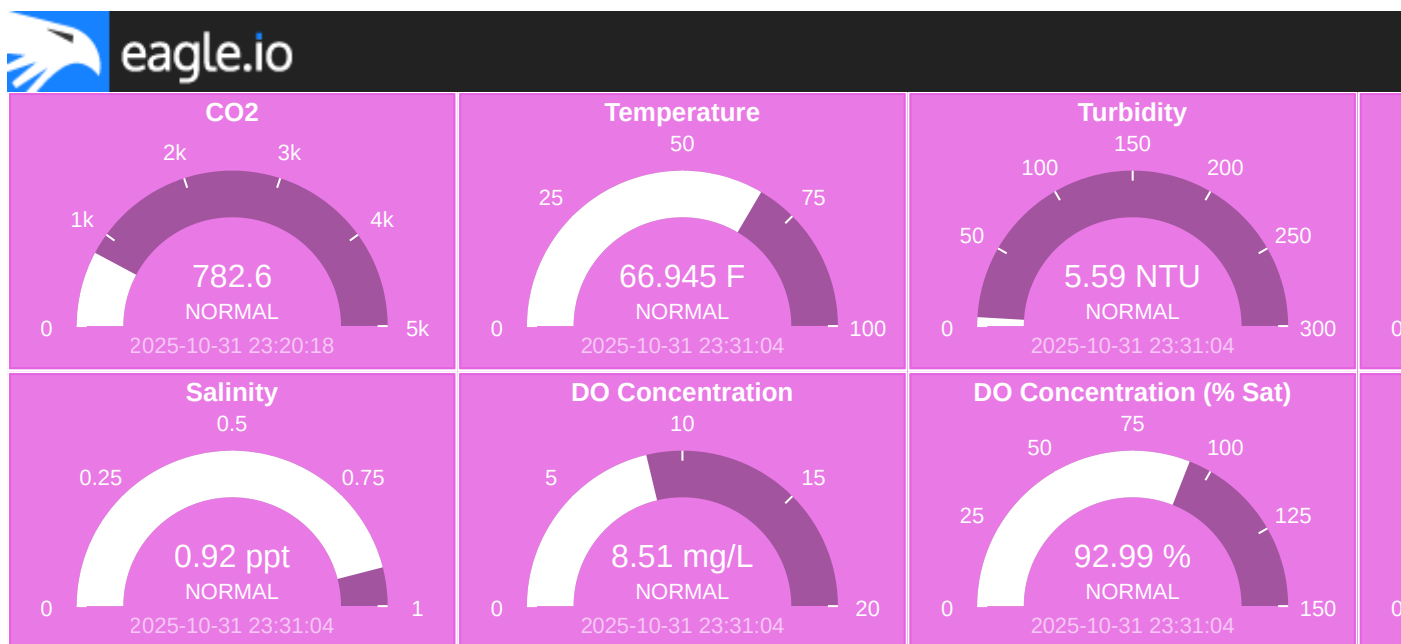 eagle.io
CO2
2k
3k
1k
4k
782.6
NORMAL
0
5k
2025-10-31 23:20:18
Temperature
50
25
75
66.945 F
NORMAL
0
100
2025-10-31 23:31:04
Turbidity
150
100
200
50
250
5.59 NTU
NORMAL
0
300
2025-10-31 23:31:04
0
Salinity
0.5
0.25
0.75
0.92 ppt
NORMAL
0
1
2025-10-31 23:31:04
DO Concentration
10
5
15
8.51 mg/L
NORMAL
0
20
2025-10-31 23:31:04
DO Concentration (% Sat)
75
50
100
25
125
92.99 %
NORMAL
0
150
2025-10-31 23:31:04
0